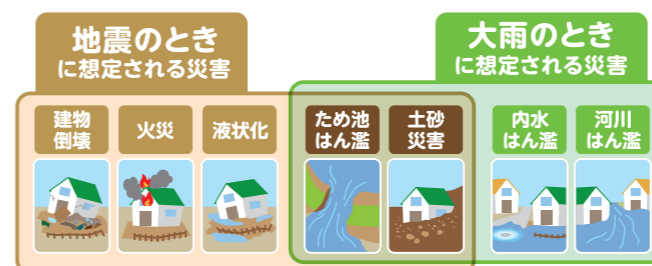 地震のとき
に想定される災害
大雨のとき
に想定される災害
建物
倒壊
火災
液状化
ため池
はん濫
土砂
災害
内水
はん濫
河川
はん濫